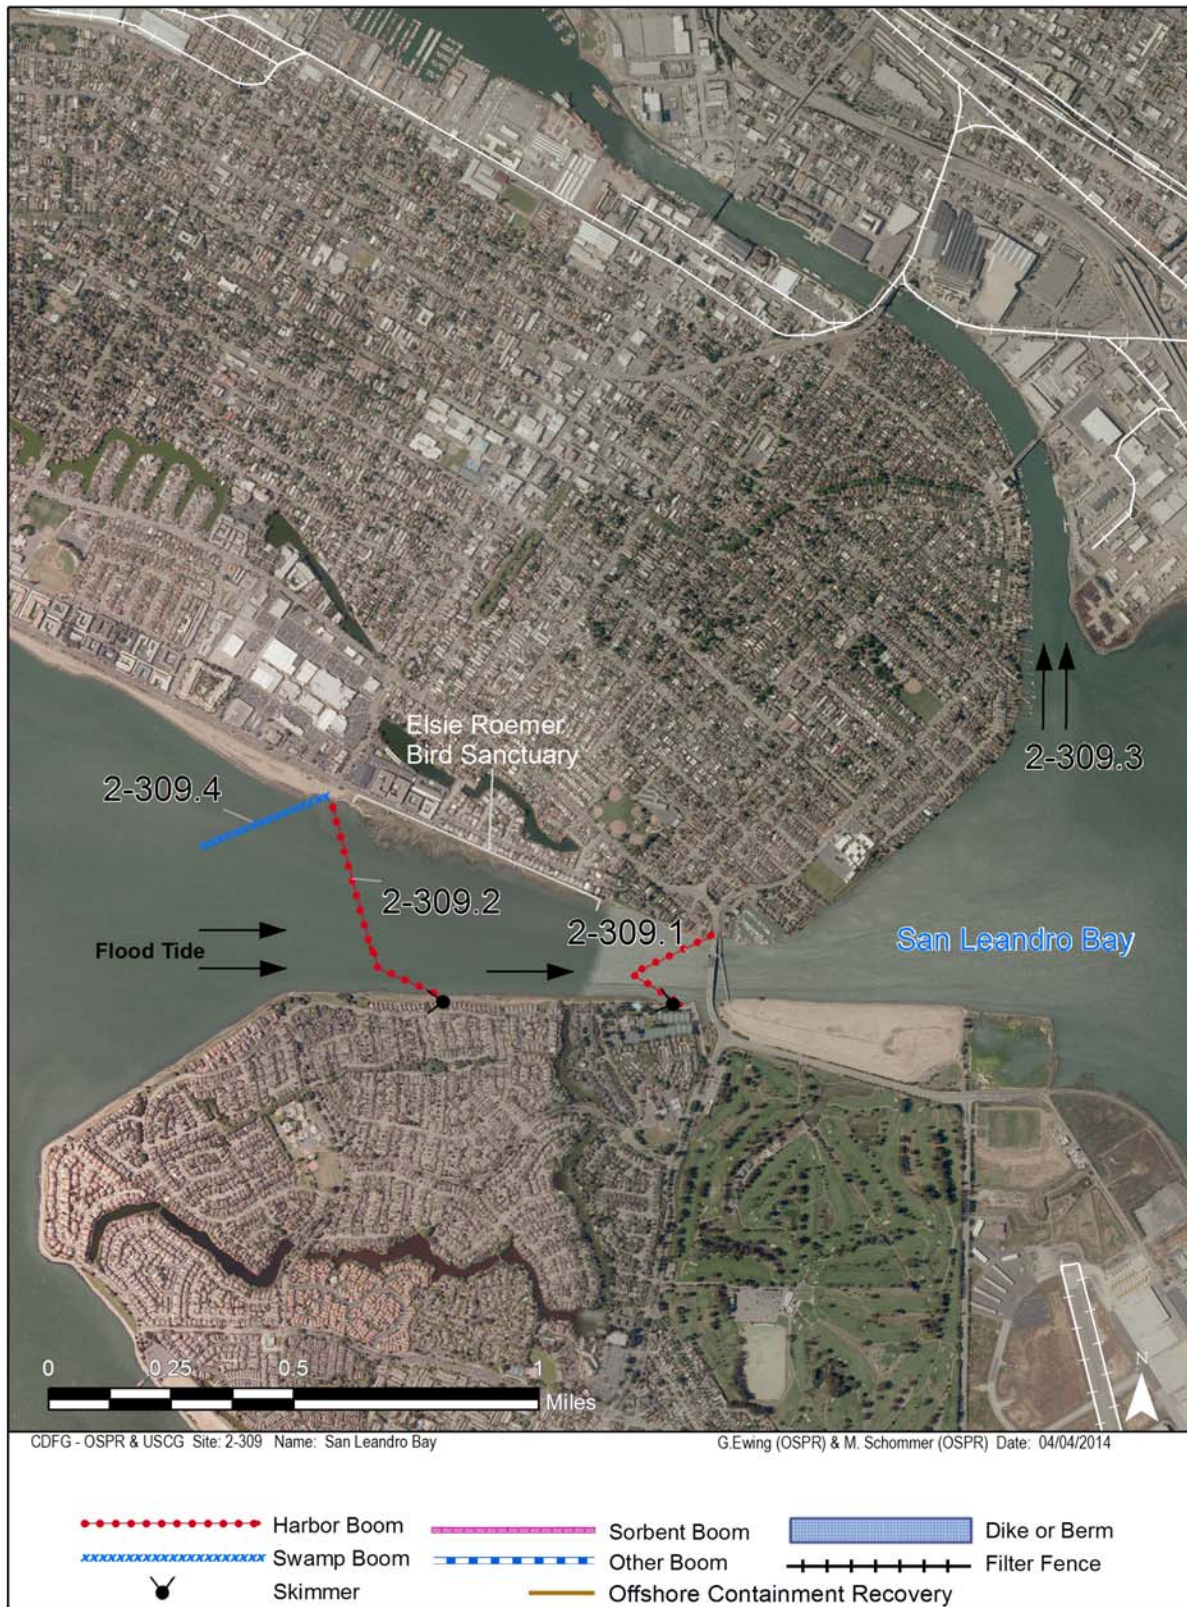 Elsie Roemer
Bird Sanctuary
2-309.3
2-309.4
2-309.2
2-309.1
San Leandro Bay
Flood Tide
0 0.25 0.5 1
Miles
N
CDFG - OSPR & USCG Site: 2-309 Name: San Leandro Bay G.Ewing (OSPR) & M. Schommer (OSPR) Date: 04/04/2014
Harbor Boom Sorbent Boom Dike or Berm
Swamp Boom Other Boom Filter Fence
Skimmer Offshore Containment Recovery